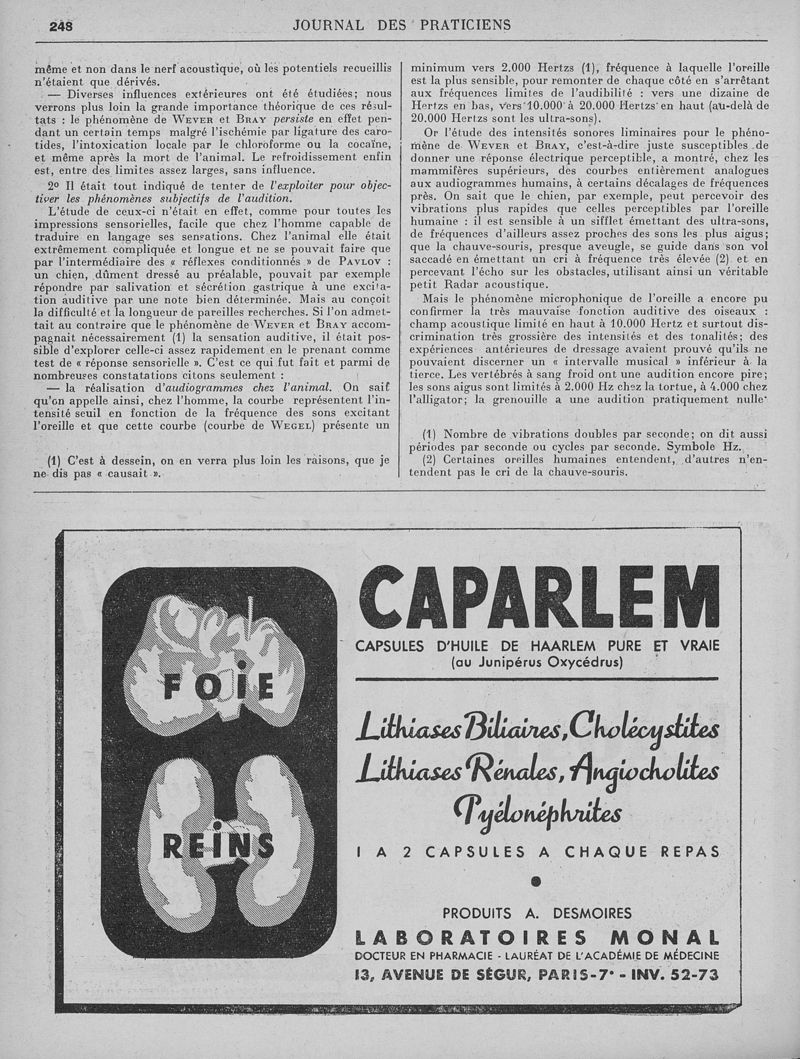 248
JOURNAL DES PRATICIENS
même et non dans le nerf acoustique, où les potentiels recueillis
n'étaient que dérivés.
— Diverses influences extérieures ont été étudiées; nous
verrons plus loin la grande importance théorique de ces résul-
tats : le phénomène de WEVER et BRAY persiste en effet pen-
dant un certain temps malgré l'ischémie par ligature des caro-
tides, l'intoxication locale par le chloroforme ou la cocaïne,
et même après la mort de l'animal. Le refroidissement enfin
est, entre des limites assez larges, sans influence.
2º Il était tout indiqué de tenter de l'exploiter pour objec-
tiver les phénomènes subjectifs de l'audition.
L'étude de ceux-ci n'était en effet, comme pour toutes les
impressions sensorielles, facile que chez l'homme capable de
traduire en langage ses sensations. Chez l'animal elle était
extrêmement compliquée et longue et ne se pouvait faire que
par l'intermédiaire des « réflexes conditionnés » de PAVLOV :
un chien, dûment dressé au préalable, pouvait par exemple
répondre par salivation et sécrétion gastrique à une excita-
tion auditive par une note bien déterminée. Mais au conçoit
la difficulté et la longueur de pareilles recherches. Si l'on admet-
tait au contraire que le phénomène de WEVER et BRAY accom-
pagnait nécessairement (1) la sensation auditive, il était pos-
sible d'explorer celle-ci assez rapidement en le prenant comme
test de « réponse sensorielle ». C'est ce qui fut fait et parmi de
nombreuses constatations citons seulement :
— la réalisation d'audiogrammes chez l'animal. On sait
qu'on appelle ainsi, chez l'homme, la courbe représentent l'in-
tensité seuil en fonction de la fréquence des sons excitant
l'oreille et que cette courbe (courbe de WEGEL) présente un
(1) C'est à dessein, on en verra plus loin les raisons, que je
ne dis pas « causait ».
minimum vers 2.000 Hertzs (1), fréquence à laquelle l'oreille
est la plus sensible, pour remonter de chaque côté en s'arrêtant
aux fréquences limites de l'audibilité : vers une dizaine de
Hertzs en bas, vers 10.000 à 20.000 Hertzs en haut (au-delà de
20.000 Hertzs sont les ultra-sons).
Or l'étude des intensités sonores liminaires pour le phéno-
mène de WEVER et BRAY, c'est-à-dire juste susceptibles de
donner une réponse électrique perceptible, a montré, chez les
mammifères supérieurs, des courbes entièrement analogues
aux audiogrammes humains, à certains décalages de fréquences
près. On sait que le chien, par exemple, peut percevoir des
vibrations plus rapides que celles perceptibles par l'oreille
humaine : il est sensible à un sifflet émettant des ultra-sons,
de fréquences d'ailleurs assez proches des sons les plus aigus;
que la chauve-souris, presque aveugle, se guide dans son vol
saccadé en émettant un cri à fréquence très élevée (2) et en
percevant l'écho sur les obstacles, utilisant ainsi un véritable
petit Radar acoustique.
Mais le phénomène microphonique de l'oreille a encore pu
confirmer la très mauvaise fonction auditive des oiseaux :
champ acoustique limité en haut à 10.000 Hertz et surtout dis-
crimination très grossière des intensités et des tonalités; des
expériences antérieures de dressage avaient prouvé qu'ils ne
pouvaient discerner un « intervalle musical » inférieur à la
tierce. Les vertébrés à sang froid ont une audition encore pire;
les sons aigus sont limités à 2.000 Hz chez la tortue, à 4.000 chez
l'alligator; la grenouille a une audition pratiquement nulle
(1) Nombre de vibrations doubles par seconde; on dit aussi
périodes par seconde ou cycles par seconde. Symbole Hz.
(2) Certaines oreilles humaines entendent, d'autres n'en-
tendent pas le cri de la chauve-souris.
FOIE
REINS
CAPARLEM
CAPSULES D'HUILE DE HAARLEM PURE ET VRAIE
(au Junipérus Oxycédrus)
Lithiases Biliaires, Cholécystites
Lithiases Rénales, Angiocholites
Pyélonéphrites
1 A 2 CAPSULES A CHAQUE REPAS
PRODUITS A. DESMOIRES
LABORATOIRES MONAL
DOCTEUR EN PHARMACIE - LAURÉAT DE L'ACADÉMIE DE MÉDECINE
13, AVENUE DE SÉGUR, PARIS-7e - INV. 52-73